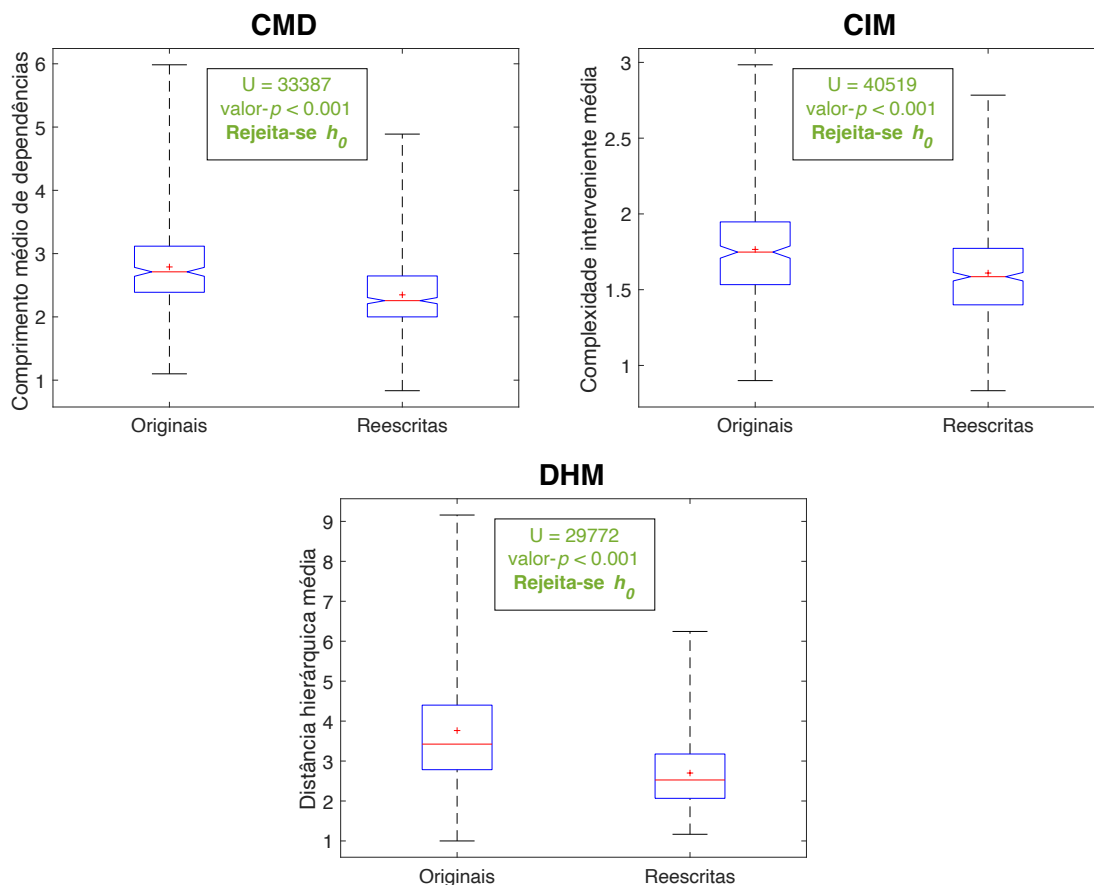 CMD
Comprimento médio de dependências
6
5
4
3
2
1
U = 33387
valor-p < 0.001
Rejeita-se h0
Originais
Reescritas
CIM
Complexidade interveniente média
3
2.5
2
1.5
1
U = 40519
valor-p < 0.001
Rejeita-se h0
Originais
Reescritas
DHM
Distância hierárquica média
9
8
7
6
5
4
3
2
1
U = 29772
valor-p < 0.001
Rejeita-se h0
Originais
Reescritas